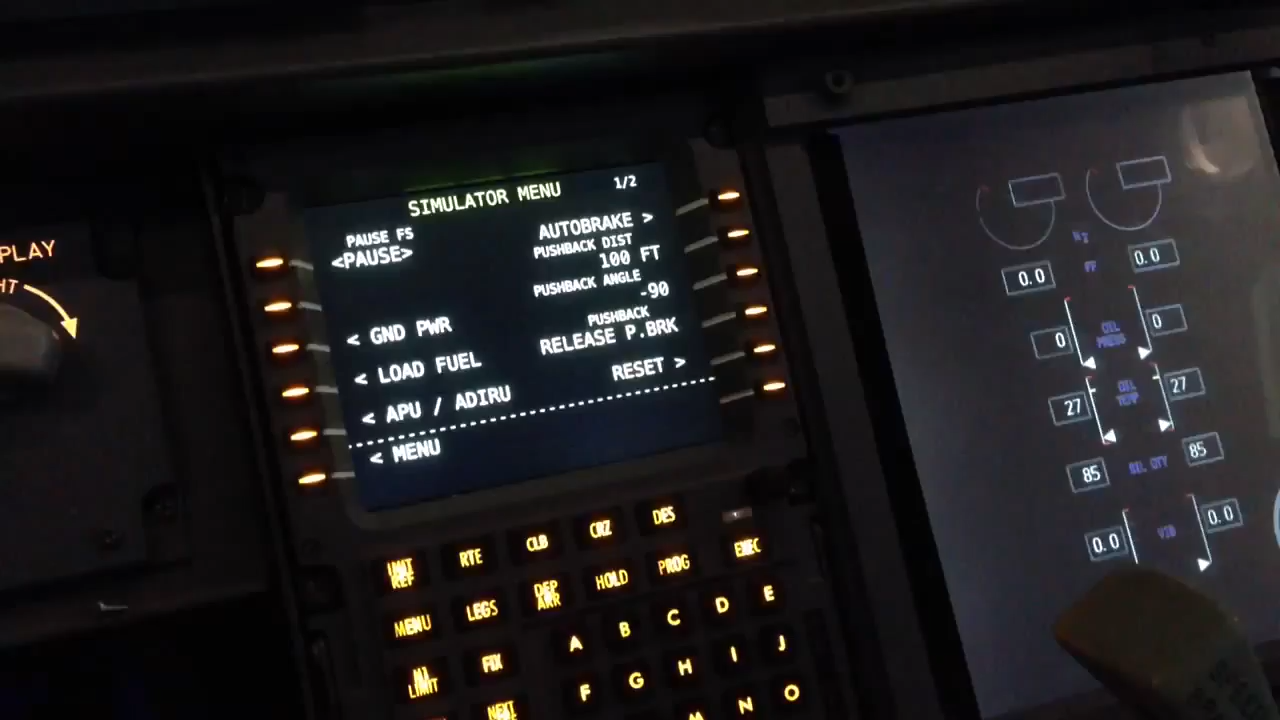 PLAY
HT
SIMULATOR MENU 1/2
PAUSE FS
<PAUSE>
AUTOBRAKE >
PUSHBACK DIST
100 FT
PUSHBACK ANGLE
-90
< GND PWR
PUSHBACK
RELEASE P.BRK
< LOAD FUEL
RESET >
< APU / ADIRU
< MENU
INIT
REF
RTE
CLB
CRZ
DES
MENU
LEGS
DEP
ARR
HOLD
PROG
EXEC
N1
LIMIT
FIX
A B C D E
F G H I J
M N O
NEXT
0.0 FF 0.0
0 OIL
PRESS 0
27 OIL
TEMP 27
85 OIL QTY 85
0.0 VIB 0.0